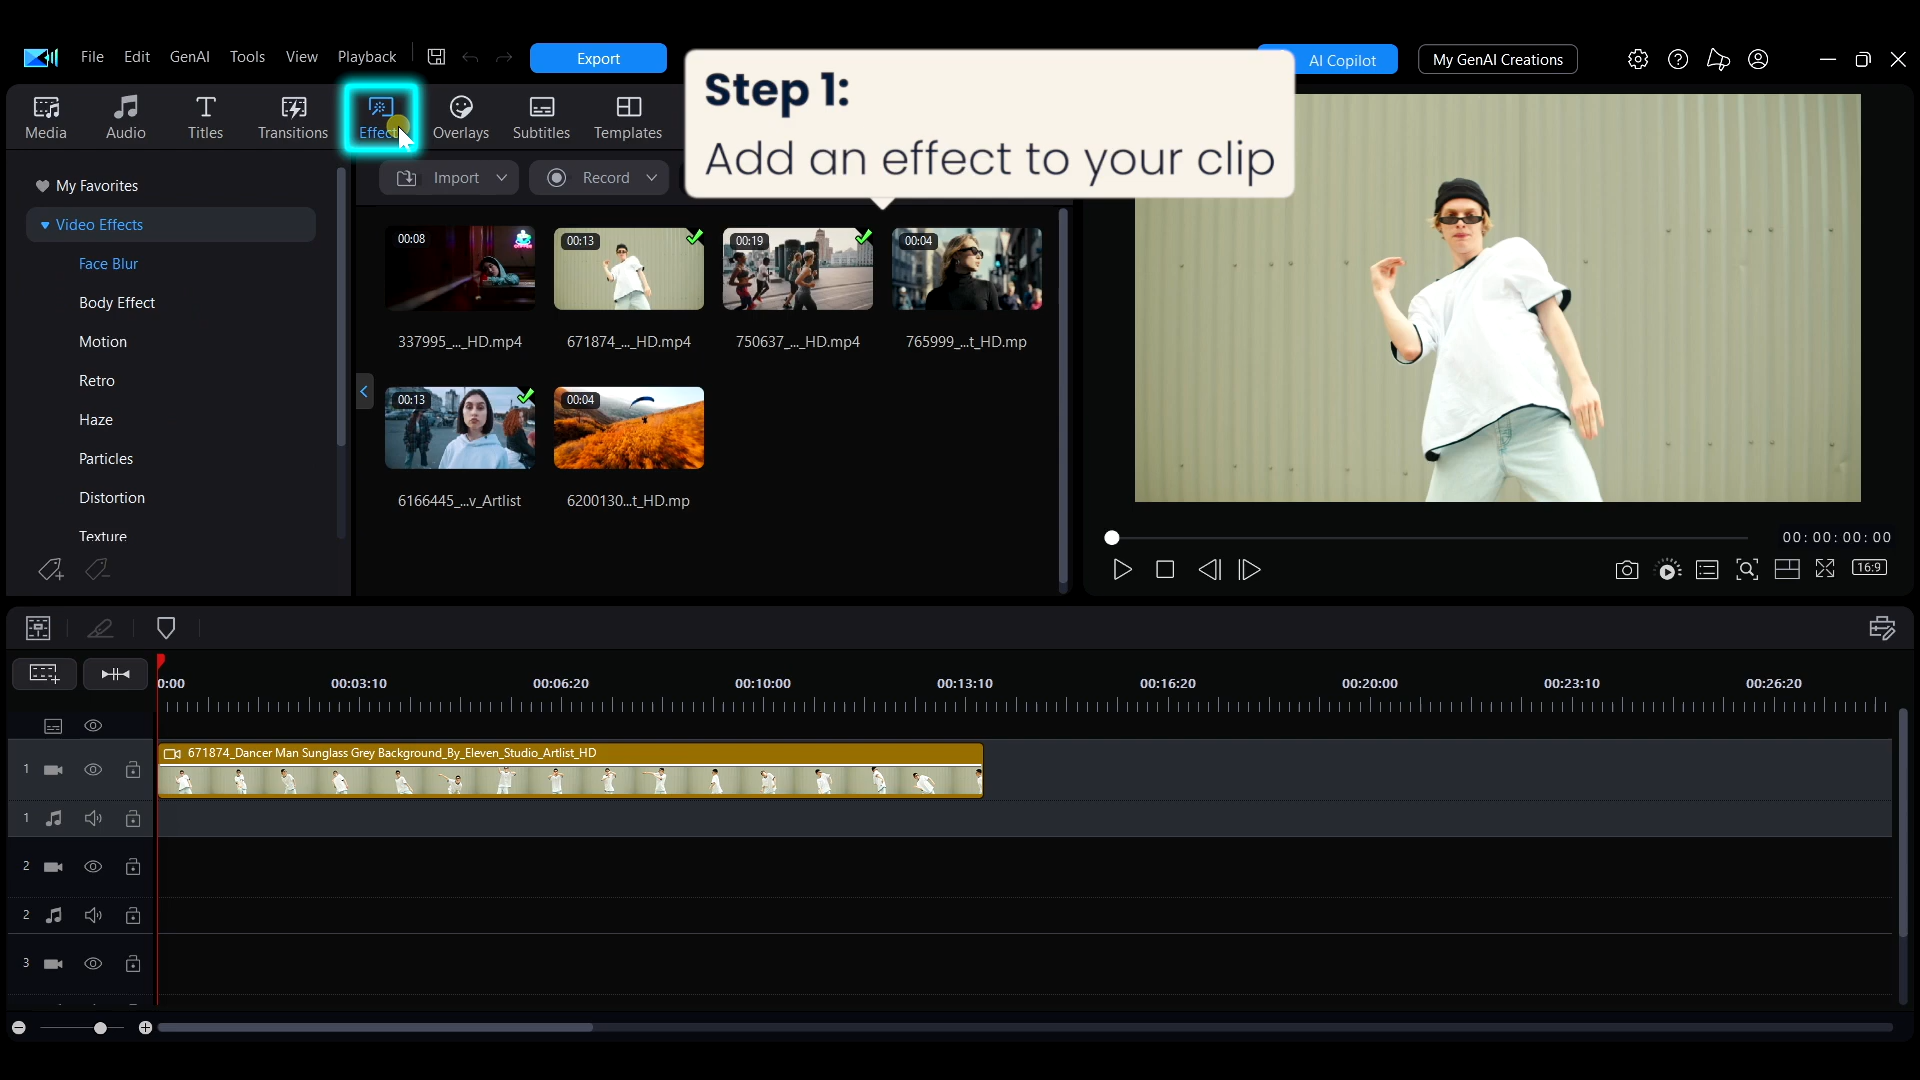 File Edit GenAI Tools View Playback
Export
AI Copilot
My GenAI Creations
Step 1:
Add an effect to your clip
Media
Audio
Titles
Transitions
Effect
Overlays
Subtitles
Templates
Import
Record
My Favorites
Video Effects
Face Blur
Body Effect
Motion
Retro
Haze
Particles
Distortion
Texture
00:08
00:13
00:19
00:04
337995_..._HD.mp4
671874_..._HD.mp4
750637_..._HD.mp4
765999_...t_HD.mp
00:13
00:04
6166445_...v_Artlist
6200130...t_HD.mp
00:00:00:00
16:9
0:00
00:03:10
00:06:20
00:10:00
00:13:10
00:16:20
00:20:00
00:23:10
00:26:20
671874_Dancer Man Sunglass Grey Background_By_Eleven_Studio_Artlist_HD
1
1
2
2
3